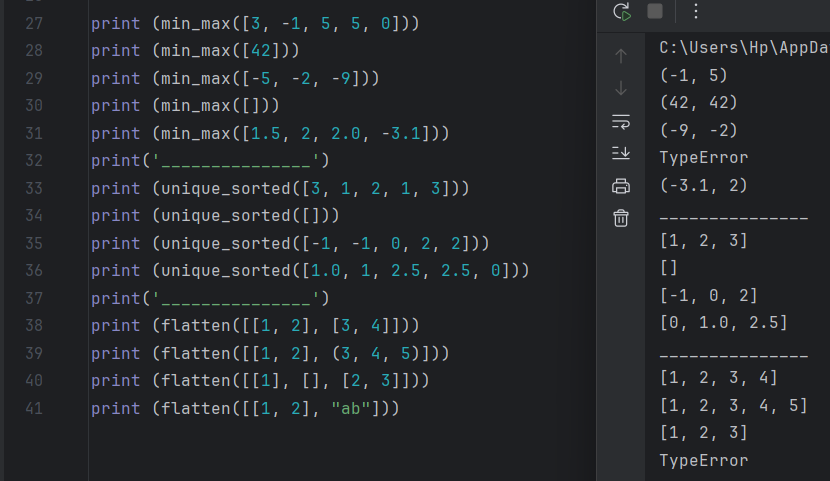 27 print (min_max([3, -1, 5, 5, 0]))
28 print (min_max([42]))
29 print (min_max([-5, -2, -9]))
30 print (min_max([]))
31 print (min_max([1.5, 2, 2.0, -3.1]))
32 print('_______________')
33 print (unique_sorted([3, 1, 2, 1, 3]))
34 print (unique_sorted([]))
35 print (unique_sorted([-1, -1, 0, 2, 2]))
36 print (unique_sorted([1.0, 1, 2.5, 2.5, 0]))
37 print('_______________')
38 print (flatten([[1, 2], [3, 4]]))
39 print (flatten([[1, 2], (3, 4, 5)]))
40 print (flatten([[1], [], [2, 3]]))
41 print (flatten([[1, 2], "ab"]))
C:\Users\Hp\AppDa
(-1, 5)
(42, 42)
(-9, -2)
TypeError
(-3.1, 2)
_______________
[1, 2, 3]
[]
[-1, 0, 2]
[0, 1.0, 2.5]
_______________
[1, 2, 3, 4]
[1, 2, 3, 4, 5]
[1, 2, 3]
TypeError